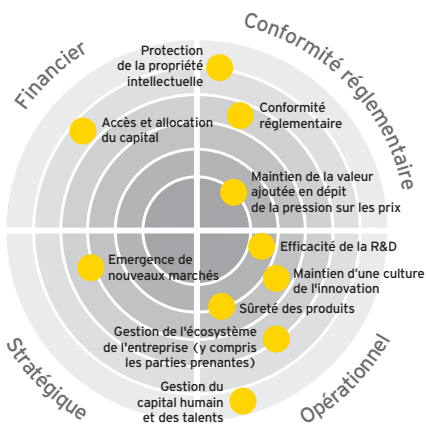 Financier
Conformité réglementaire
Protection
de la propriété
intellectuelle
Accès et allocation
du capital
Conformité
réglementaire
Maintien de la valeur
ajoutée en dépit
de la pression sur les prix
Efficacité de la R&D
Emergence de
nouveaux marchés
Maintien d'une culture
de l'innovation
Sûreté des produits
Gestion de l'écosystème
de l'entreprise (y compris
les parties prenantes)
Gestion du
capital humain
et des talents
Stratégique
Opérationnel